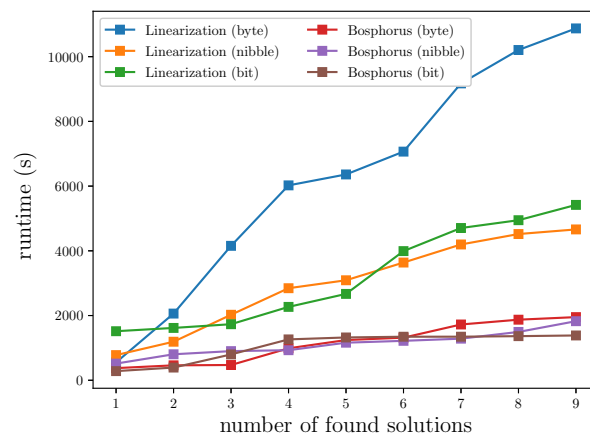 Linearization (byte)
Linearization (nibble)
Linearization (bit)
Bosphorus (byte)
Bosphorus (nibble)
Bosphorus (bit)
runtime (s)
10000
8000
6000
4000
2000
0
1 2 3 4 5 6 7 8 9
number of found solutions